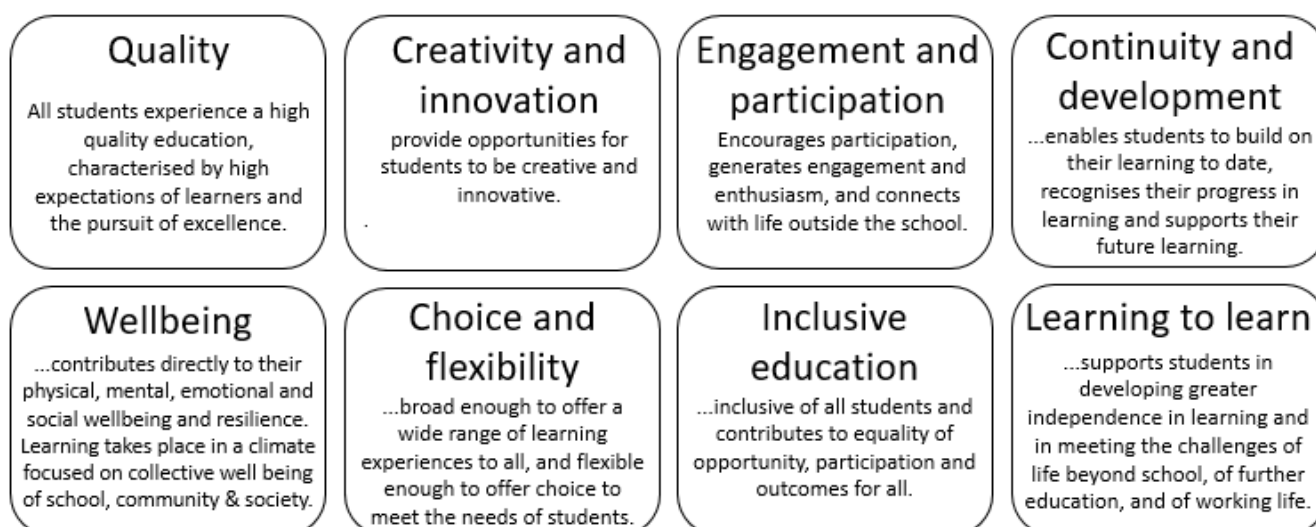 Quality
All students experience a high
quality education,
characterised by high
expectations of learners and
the pursuit of excellence.
Creativity and
innovation
provide opportunities for
students to be creative and
innovative.
.
Engagement and
participation
Encourages participation,
generates engagement and
enthusiasm, and connects
with life outside the school.
Continuity and
development
...enables students to build on
their learning to date,
recognises their progress in
learning and supports their
future learning.
Wellbeing
...contributes directly to their
physical, mental, emotional and
social wellbeing and resilience.
Learning takes place in a climate
focused on collective well being
of school, community & society.
Choice and
flexibility
...broad enough to offer a
wide range of learning
experiences to all, and flexible
enough to offer choice to
meet the needs of students.
Inclusive
education
...inclusive of all students and
contributes to equality of
opportunity, participation and
outcomes for all.
Learning to learn
...supports students in
developing greater
independence in learning and
in meeting the challenges of
life beyond school, of further
education, and of working life.